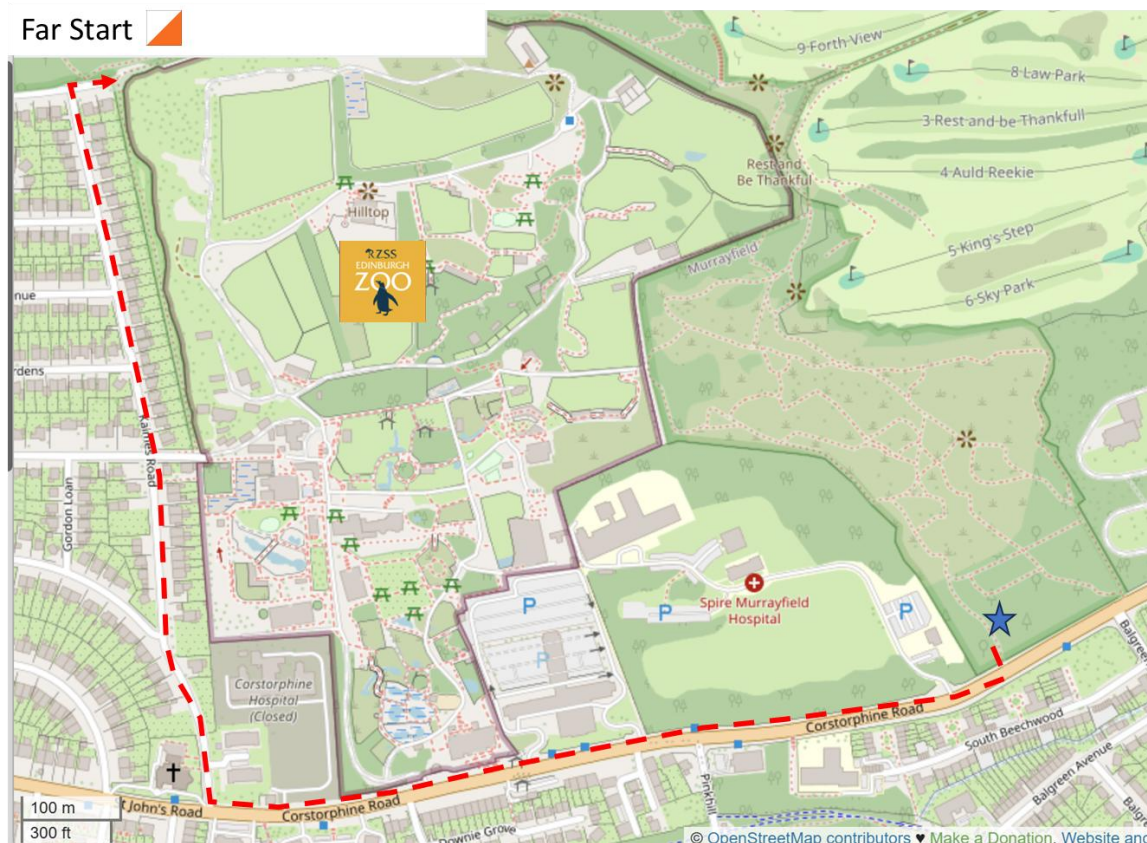 Far Start
9 Forth View
8 Law Park
3 Rest and be Thankfull
Rest and
Be Thankful
4 Auld Reekie
Hilltop
RZSS
EDINBURGH
ZOO
Murrayfield
5 King's Step
6 Sky Park
Kaimes Road
Gordon Loan
P
P
P
P
Spire Murrayfield
Hospital
Corstorphine
Hospital
(Closed)
Corstorphine Road
South Beechwood
Balgreen Avenue
Pinkhill
100 m
300 ft
St John's Road
Corstorphine Road
Downie Grove
© OpenStreetMap contributors ♥ Make a Donation. Website and